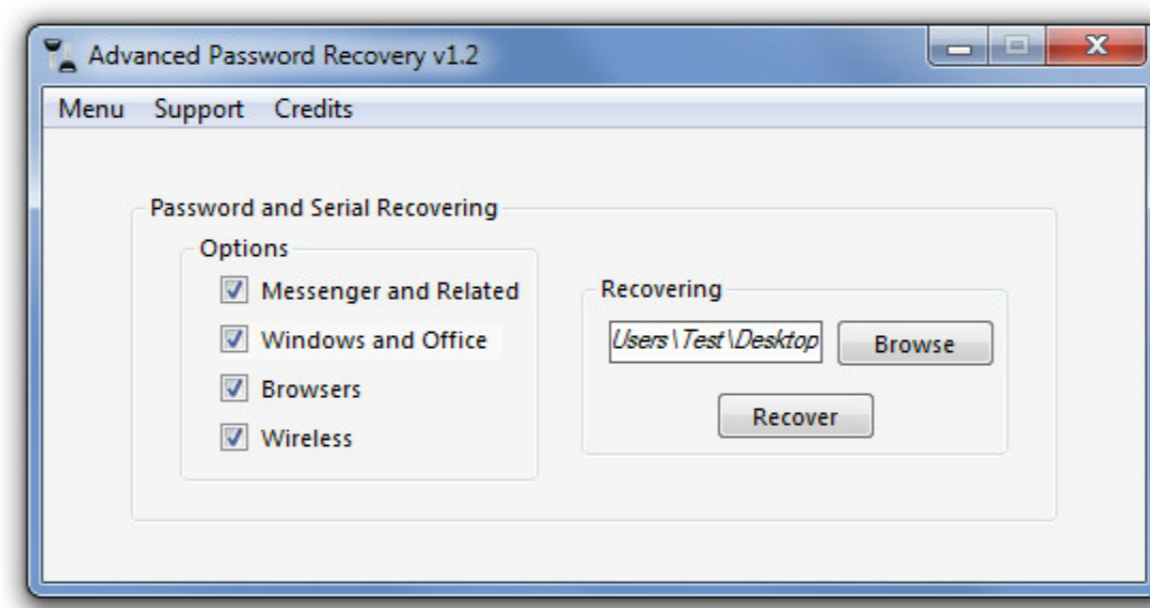 Advanced Password Recovery v1.2
Menu Support Credits
Password and Serial Recovering
Options
Messenger and Related
Windows and Office
Browsers
Wireless
Recovering
Users\Test\Desktop
Browse
Recover